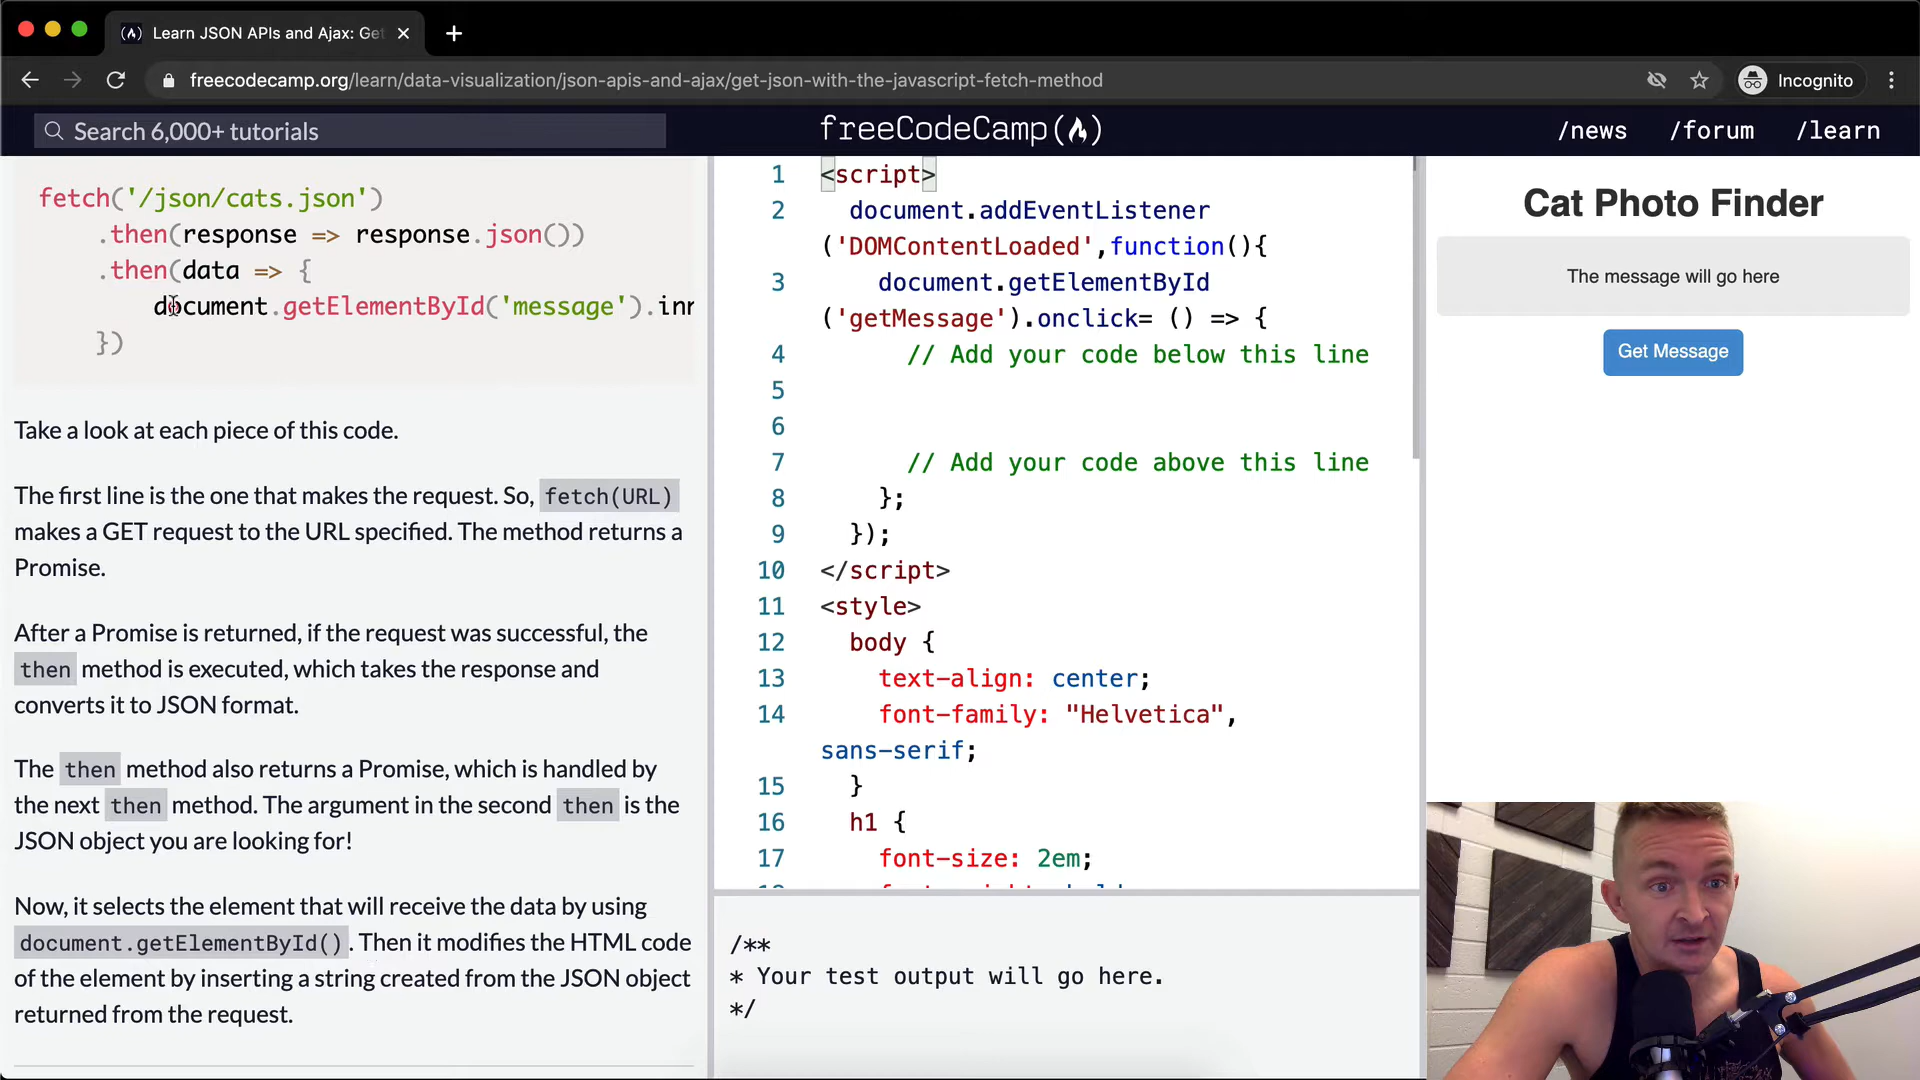 Learn JSON APIs and Ajax: Get
freecodecamp.org/learn/data-visualization/json-apis-and-ajax/get-json-with-the-javascript-fetch-method
Incognito
Search 6,000+ tutorials
freeCodeCamp
/news
/forum
/learn
fetch('/json/cats.json')
.then(response => response.json())
.then(data => {
document.getElementById('message').inn
})
Take a look at each piece of this code.
The first line is the one that makes the request. So, fetch(URL)
makes a GET request to the URL specified. The method returns a
Promise.
After a Promise is returned, if the request was successful, the
then method is executed, which takes the response and
converts it to JSON format.
The then method also returns a Promise, which is handled by
the next then method. The argument in the second then is the
JSON object you are looking for!
Now, it selects the element that will receive the data by using
document.getElementById(). Then it modifies the HTML code
of the element by inserting a string created from the JSON object
returned from the request.
1 <script>
2 document.addEventListener
('DOMContentLoaded',function(){
3 document.getElementById
('getMessage').onclick= () => {
4 // Add your code below this line
5
6
7 // Add your code above this line
8 };
9 });
10 </script>
11 <style>
12 body {
13 text-align: center;
14 font-family: "Helvetica",
sans-serif;
15 }
16 h1 {
17 font-size: 2em;
/**
* Your test output will go here.
*/
Cat Photo Finder
The message will go here
Get Message